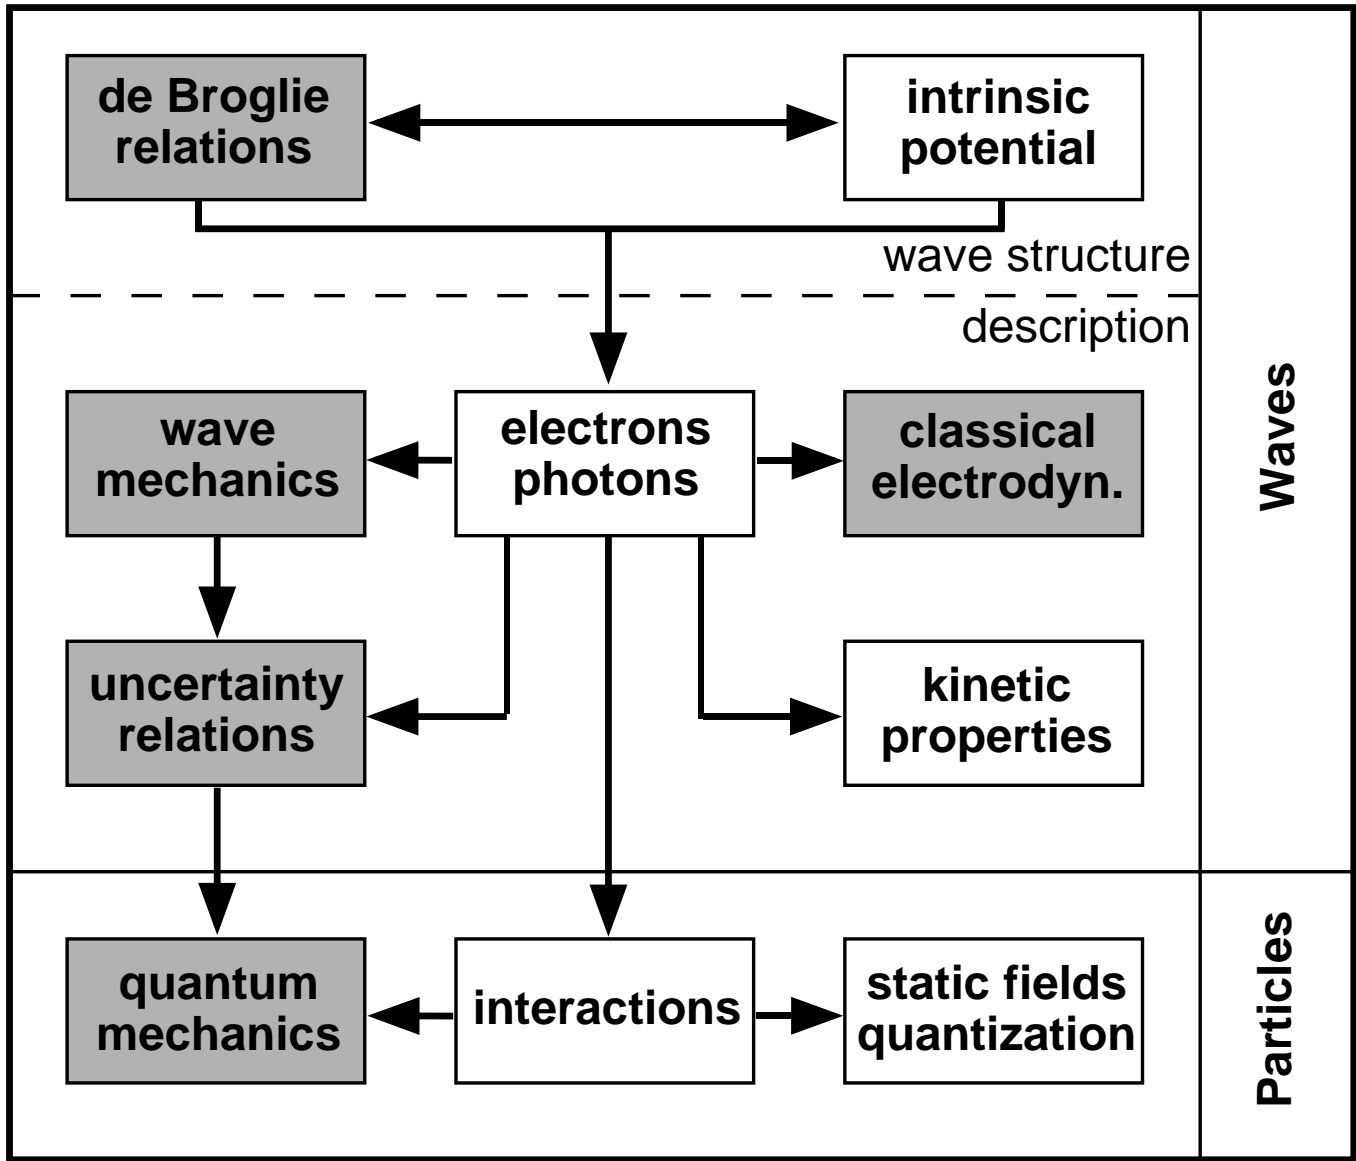 de Broglie
relations
intrinsic
potential
wave structure
description
wave
mechanics
electrons
photons
classical
electrodyn.
Waves
uncertainty
relations
kinetic
properties
quantum
mechanics
interactions
static fields
quantization
Particles